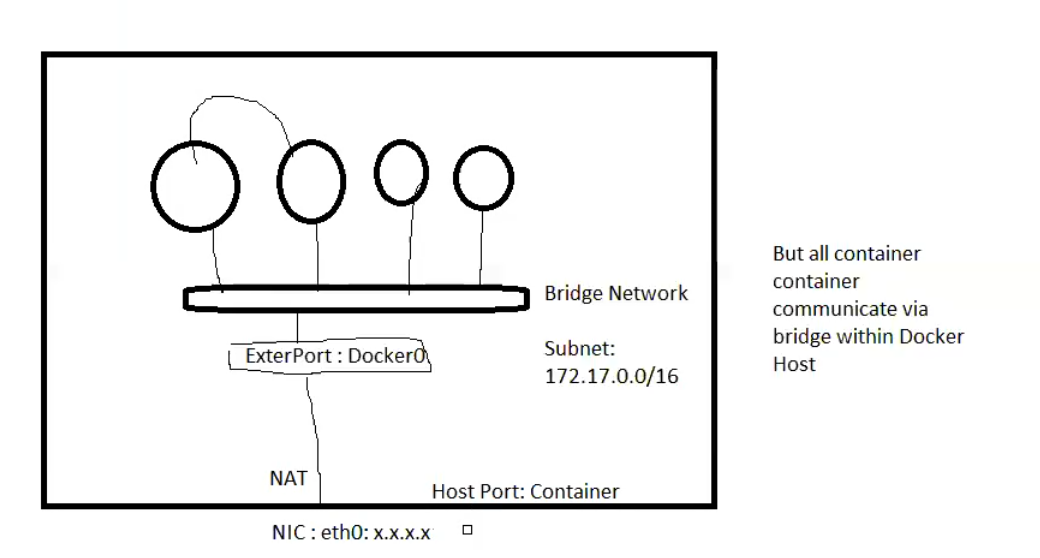 But all container
container
communicate via
bridge within Docker
Host
Bridge Network
Subnet:
172.17.0.0/16
ExterPort : Docker0
NAT
Host Port: Container
NIC : eth0: x.x.x.x